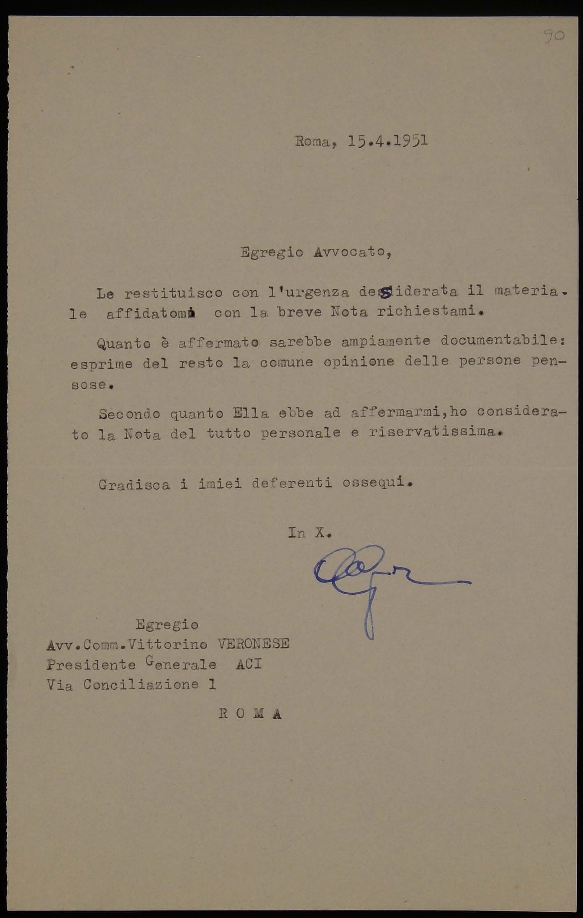 90
Roma, 15.4.1951
Egregio Avvocato,
Le restituisco con l'urgenza desiderata il materia-
le affidatomi con la breve Nota richiestami.
Quanto è affermato sarebbe ampiamente documentabile:
esprime del resto la comune opinione delle persone pen-
sose.
Secondo quanto Ella ebbe ad affermarmi,ho considera-
to la Nota del tutto personale e riservatissima.
Gradisca i imiei deferenti ossequi.
In X.
Egregio
Avv.Comm.Vittorino VERONESE
Presidente Generale ACI
Via Conciliazione 1
R O M A